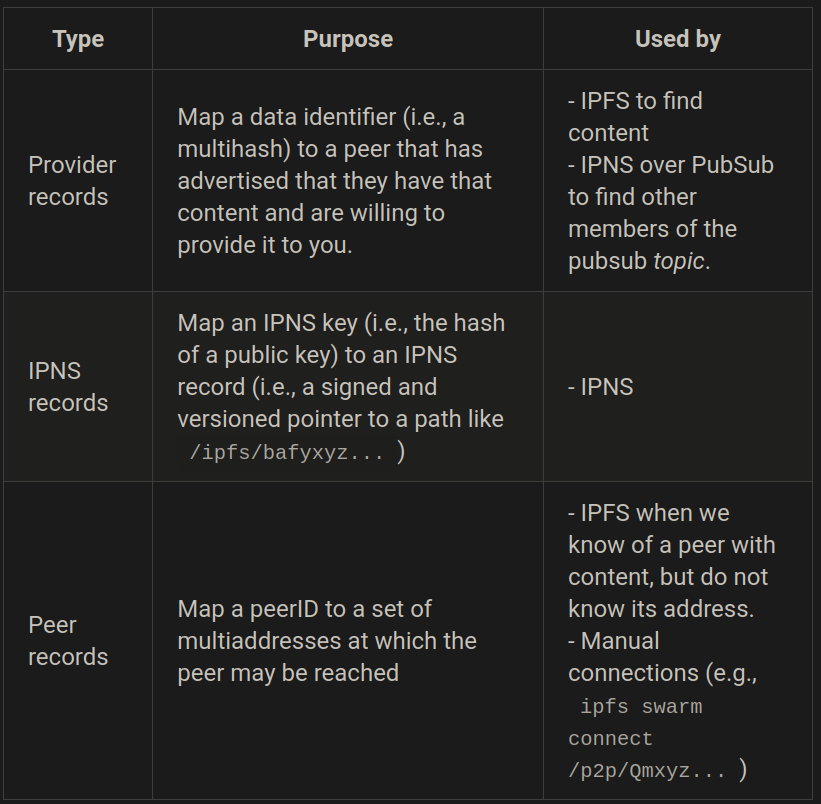 Type
Purpose
Used by
Provider
records
Map a data identifier (i.e., a
multihash) to a peer that has
advertised that they have that
content and are willing to
provide it to you.
- IPFS to find
content
- IPNS over PubSub
to find other
members of the
pubsub topic.
IPNS
records
Map an IPNS key (i.e., the hash
of a public key) to an IPNS
record (i.e., a signed and
versioned pointer to a path like
/ipfs/bafyxyz... )
- IPNS
Peer
records
Map a peerID to a set of
multiaddresses at which the
peer may be reached
- IPFS when we
know of a peer with
content, but do not
know its address.
- Manual
connections (e.g.,
ipfs swarm
connect
/p2p/Qmxyz... )